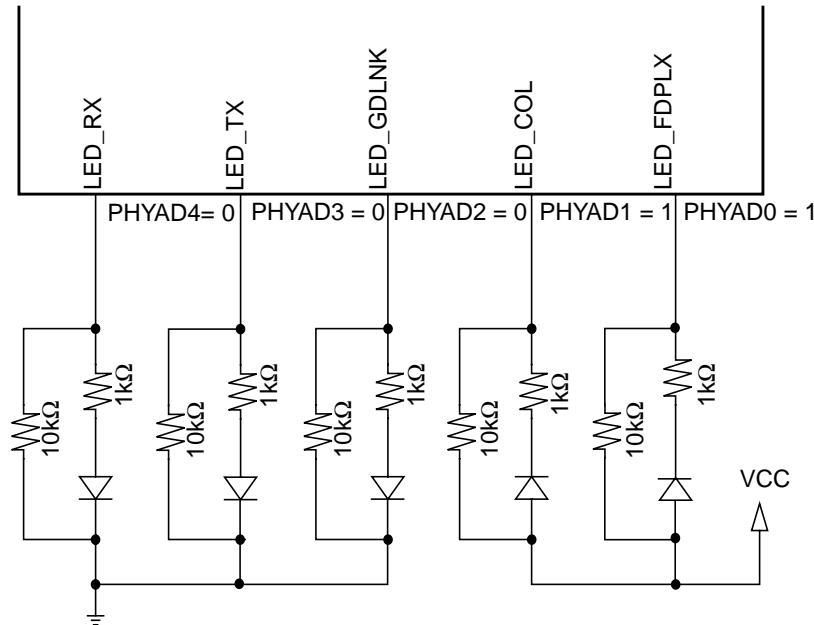 LED_RX
LED_TX
LED_GDLNK
LED_COL
LED_FDPLX
PHYAD4= 0
PHYAD3 = 0
PHYAD2 = 0
PHYAD1 = 1
PHYAD0 = 1
10kΩ
1kΩ
10kΩ
1kΩ
10kΩ
1kΩ
10kΩ
1kΩ
10kΩ
1kΩ
VCC